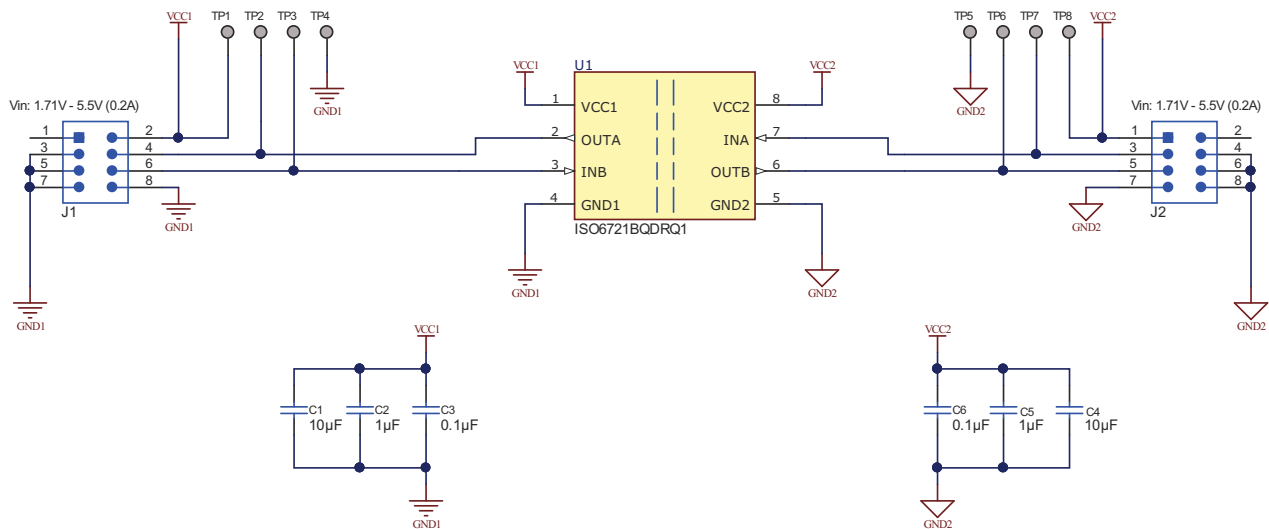 VCC1
TP1 TP2 TP3 TP4
TP5 TP6 TP7 TP8
VCC2
GND1
GND2
Vin: 1.71V - 5.5V (0.2A)
1 2
3 4
5 6
7 8
J1
GND1
GND1
VCC1
U1
VCC2
1 VCC1 VCC2 8
2 OUTA INA 7
3 INB OUTB 6
4 GND1 GND2 5
ISO6721BQDRQ1
GND1
GND2
Vin: 1.71V - 5.5V (0.2A)
1 2
3 4
5 6
7 8
J2
GND2
GND2
VCC1
C1
10µF
C2
1µF
C3
0.1µF
GND1
VCC2
C6
0.1µF
C5
1µF
C4
10µF
GND2